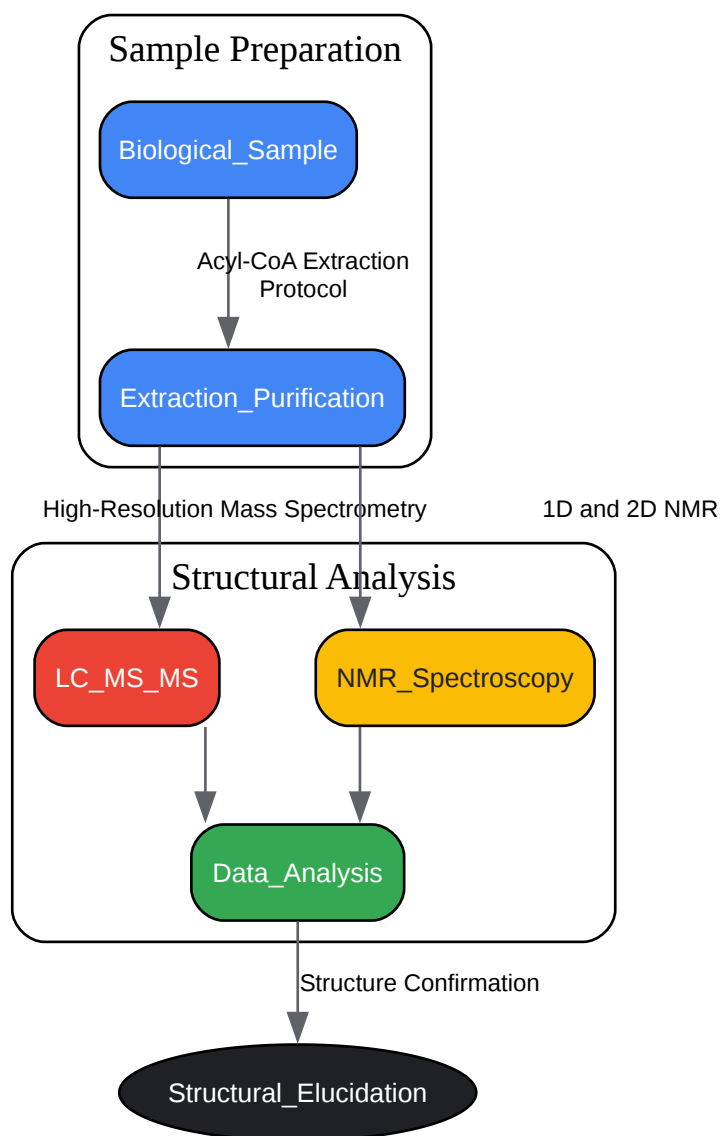 Sample Preparation
Biological_Sample
Acyl-CoA Extraction
Protocol
Extraction_Purification
High-Resolution Mass Spectrometry
1D and 2D NMR
Structural Analysis
LC_MS_MS
NMR_Spectroscopy
Data_Analysis
Structure Confirmation
Structural_Elucidation